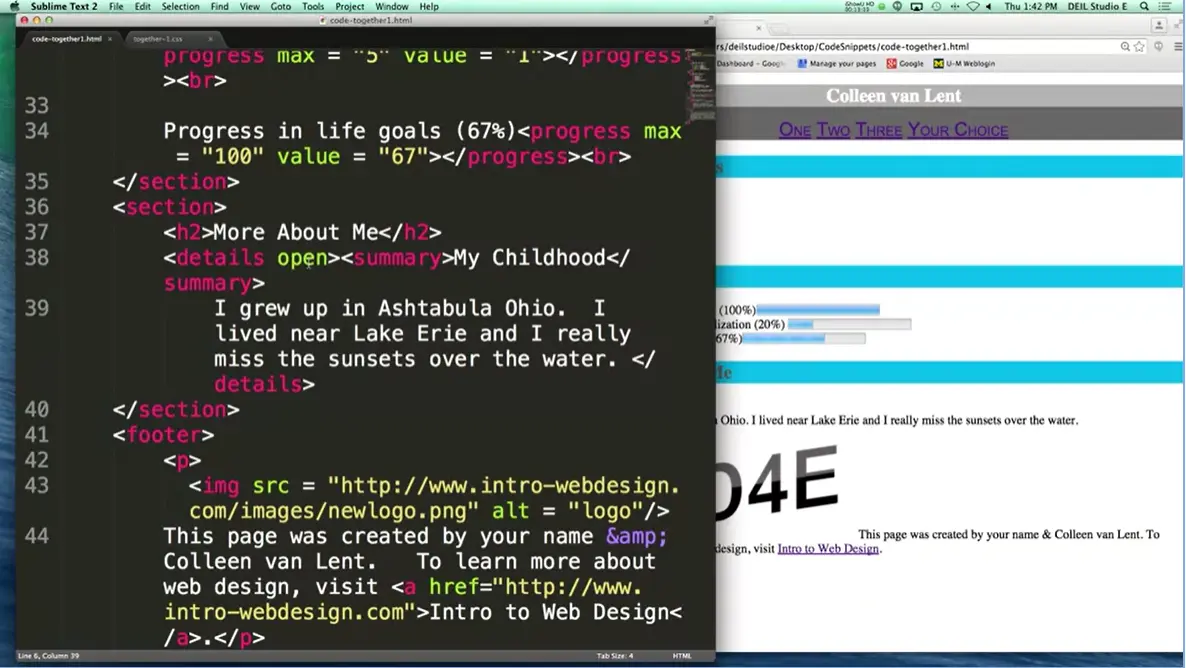 Sublime Text 2 File Edit Selection Find View Goto Tools Project Window Help
Thu 1:42 PM DEIL Studio E
code-together1.html
code-together1.html × together-1.css ×
progress max = "5" value = "1"></progress
><br>
33
34 Progress in life goals (67%)<progress max
= "100" value = "67"></progress><br>
35 </section>
36 <section>
37 <h2>More About Me</h2>
38 <details open><summary>My Childhood</
summary>
39 I grew up in Ashtabula Ohio. I
lived near Lake Erie and I really
miss the sunsets over the water. </
details>
40 </section>
41 <footer>
42 <p>
43 <img src = "http://www.intro-webdesign.
com/images/newlogo.png" alt = "logo"/>
44 This page was created by your name &amp;
Colleen van Lent. To learn more about
web design, visit <a href="http://www.
intro-webdesign.com">Intro to Web Design<
/a>.</p>
Line 6, Column 39 Tab Size: 4 HTML
rs/deilstudioe/Desktop/CodeSnippets/code-together1.html
Dashboard - Goog Manage your pages Google U-M Weblogin
Colleen van Lent
One Two Three Your Choice
s
(100%)
lization (20%)
67%)
Me
Ohio. I lived near Lake Erie and I really miss the sunsets over the water.
D4E
This page was created by your name & Colleen van Lent. To
design, visit Intro to Web Design.